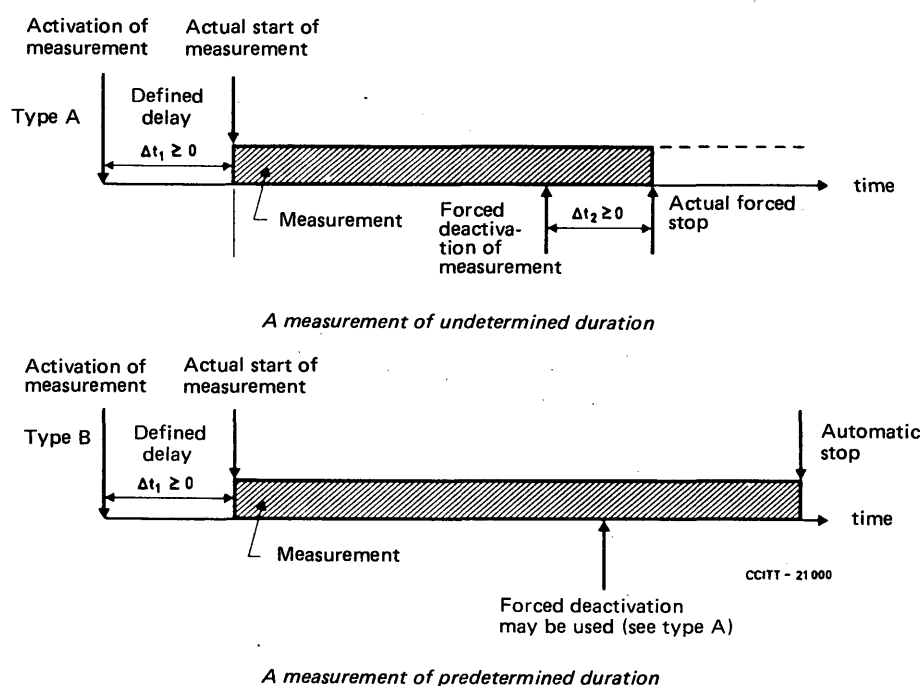 Activation of
measurement
Actual start of
measurement
Type A
Defined
delay
Δt₁ ≥ 0
time
Measurement
Forced
deactiva-
tion of
measurement
Δt₂ ≥ 0
Actual forced
stop
A measurement of undetermined duration
Activation of
measurement
Actual start of
measurement
Type B
Defined
delay
Δt₁ ≥ 0
Automatic
stop
time
Measurement
CCITT - 21000
Forced deactivation
may be used (see type A)
A measurement of predetermined duration